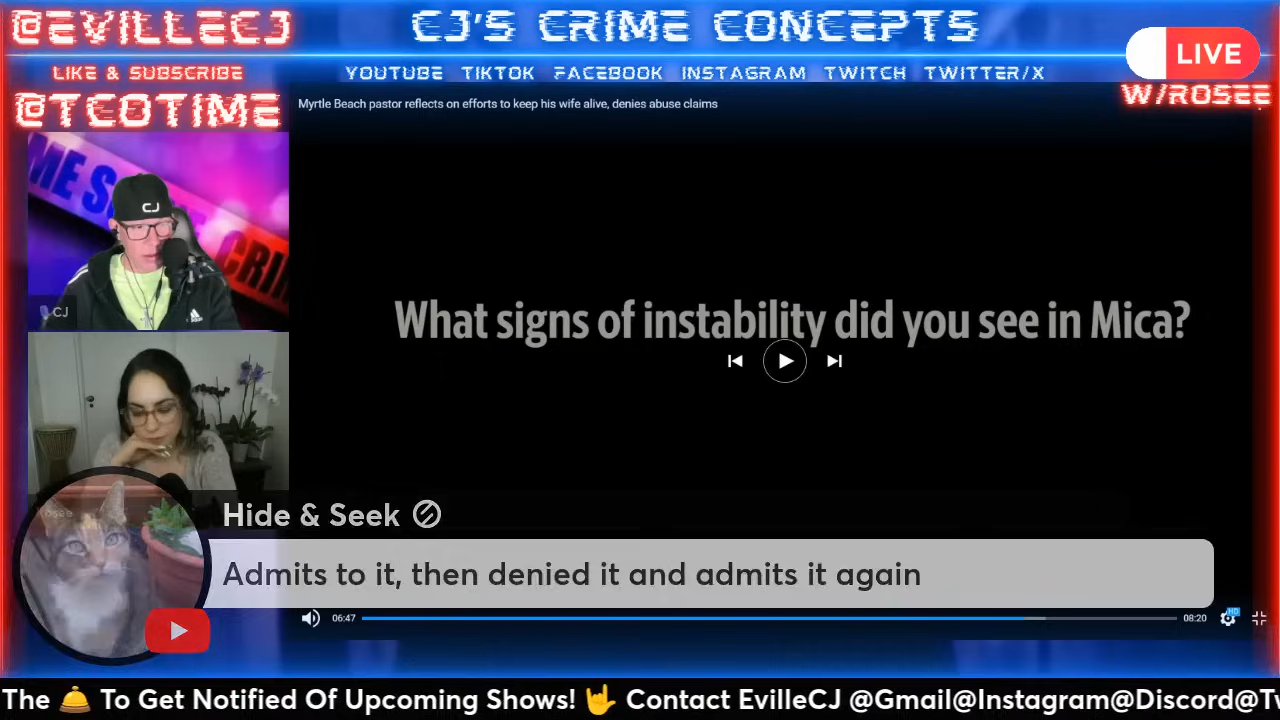 @EVILLECJ
CJ'S CRIME CONCEPTS
LIVE
LIKE & SUBSCRIBE
YOUTUBE TIKTOK FACEBOOK INSTAGRAM TWITCH TWITTER/X
@TCOTIME
W/ROSEE
Myrtle Beach pastor reflects on efforts to keep his wife alive, denies abuse claims
CJ
CJ
What signs of instability did you see in Mica?
Rosee
Hide & Seek
Admits to it, then denied it and admits it again
06:47
08:20
HD
The 🛎 To Get Notified Of Upcoming Shows! 🤘 Contact EvilleCJ @Gmail@Instagram@Discord@Tw